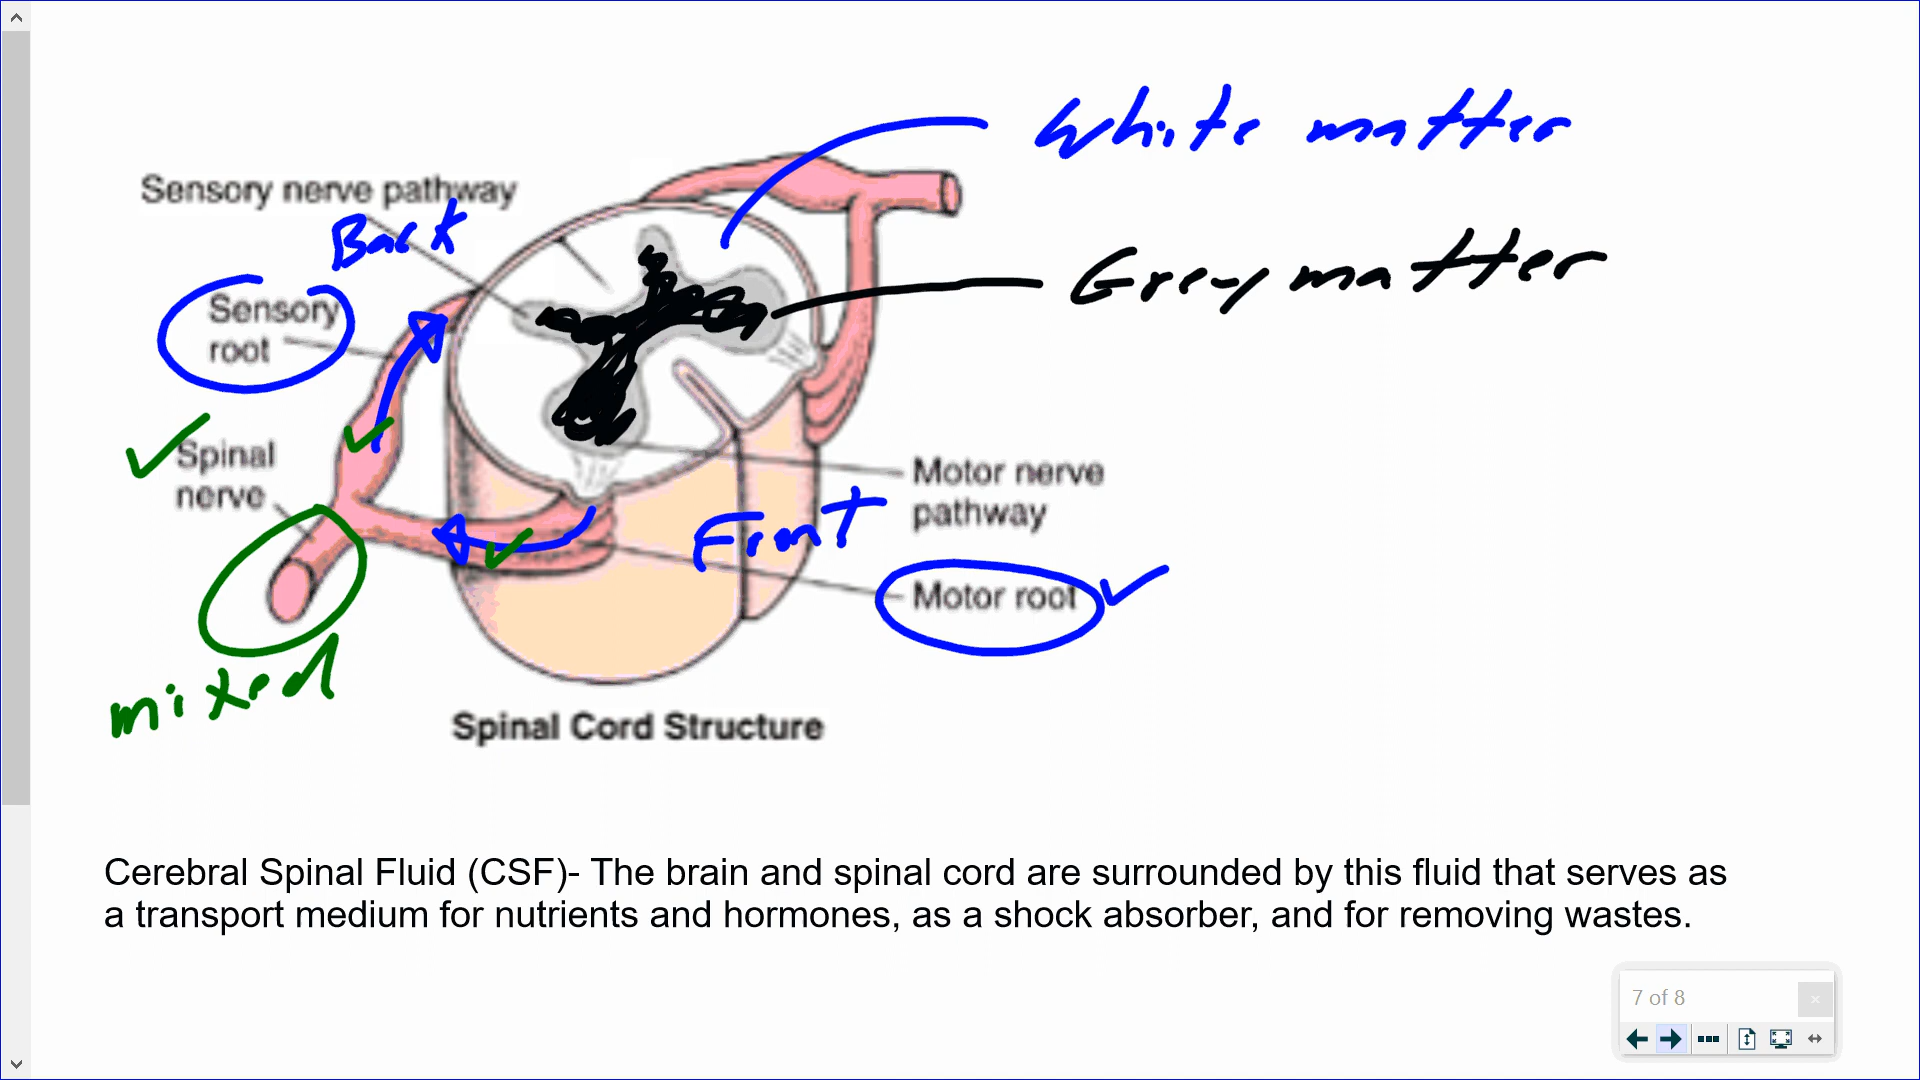 White matter
Sensory nerve pathway
Back
Grey matter
Sensory
root
Spinal
nerve
Motor nerve
pathway
Front
Motor root
mixed
Spinal Cord Structure
Cerebral Spinal Fluid (CSF)- The brain and spinal cord are surrounded by this fluid that serves as
a transport medium for nutrients and hormones, as a shock absorber, and for removing wastes.
7 of 8